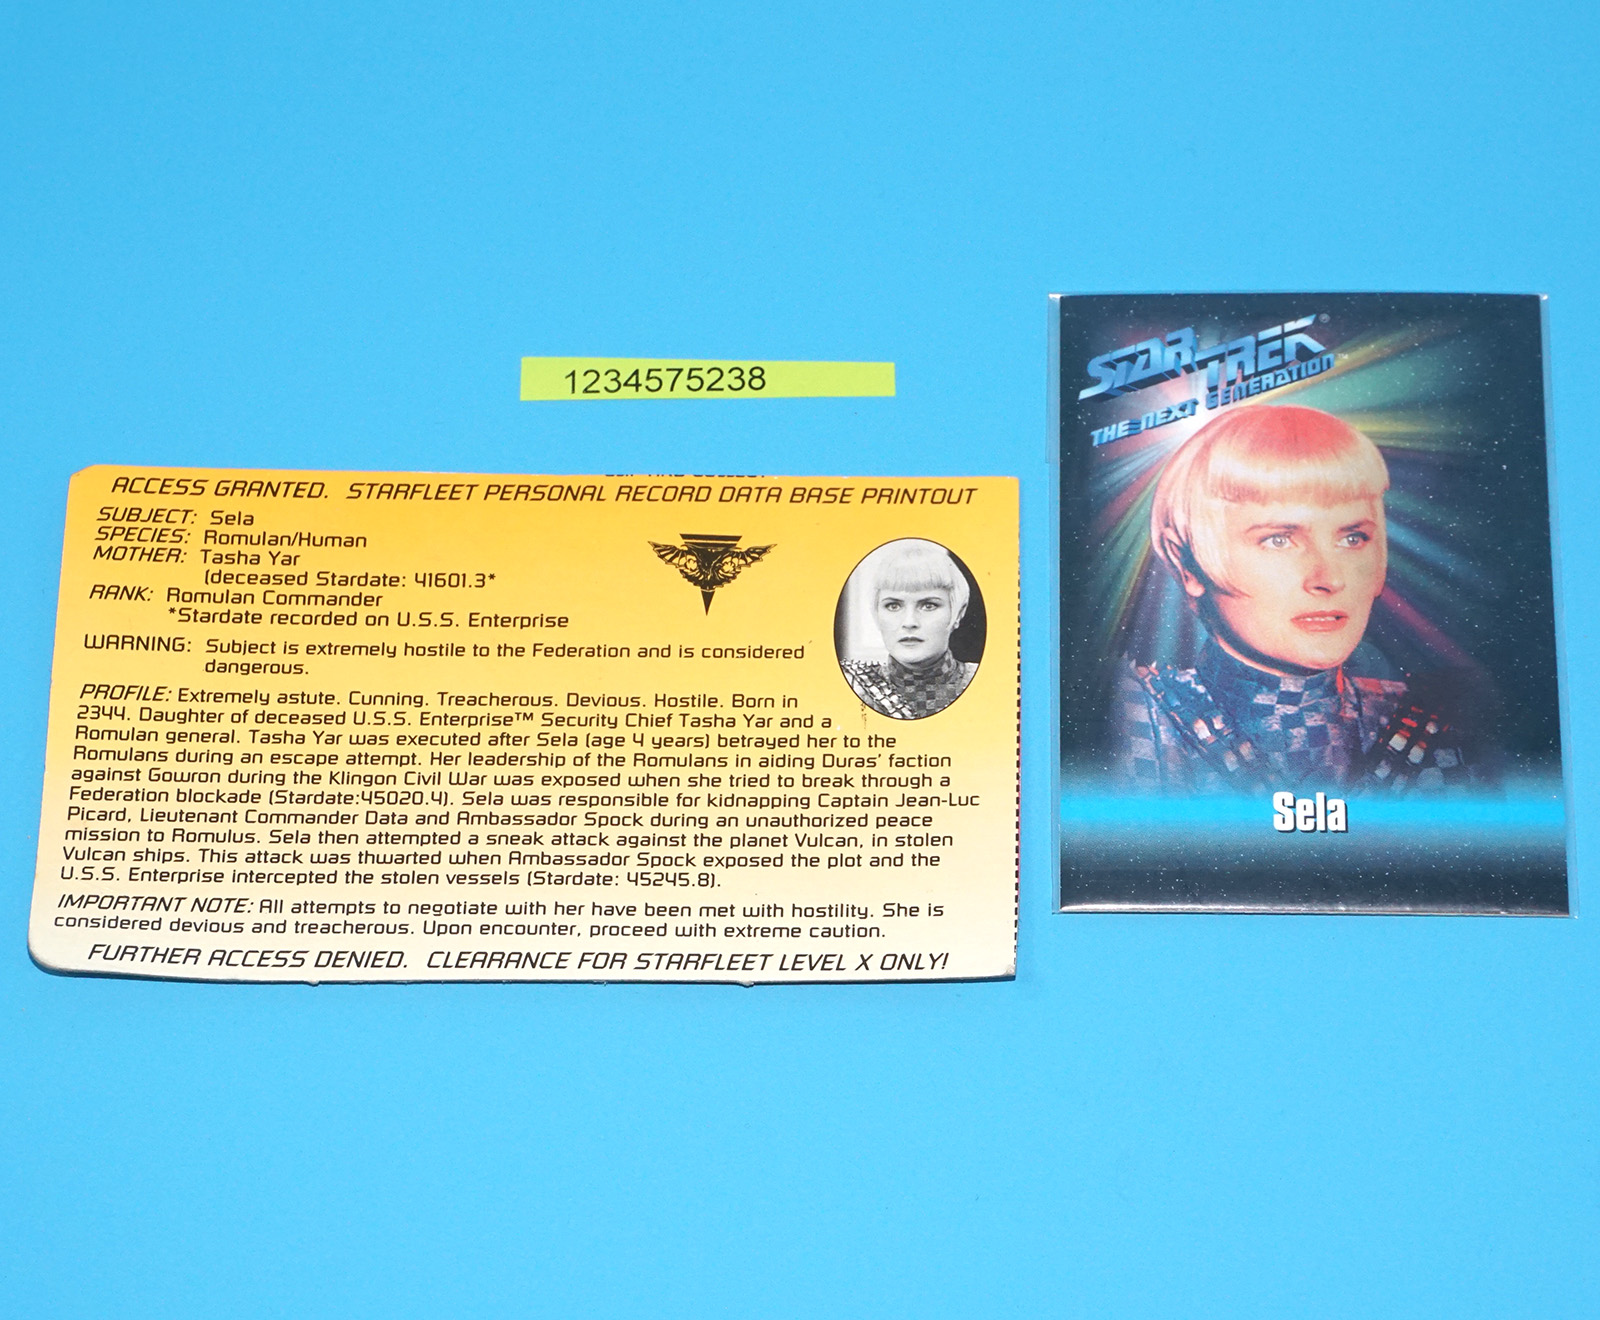 1234575238
ACCESS GRANTED. STARFLEET PERSONAL RECORD DATA BASE PRINTOUT
SUBJECT: Sela
SPECIES: Romulan/Human
MOTHER: Tasha Yar
(deceased Stardate: 41601.3*
RANK: Romulan Commander
*Stardate recorded on U.S.S. Enterprise
WARNING: Subject is extremely hostile to the Federation and is considered
dangerous.
PROFILE: Extremely astute. Cunning. Treacherous. Devious. Hostile. Born in
2344. Daughter of deceased U.S.S. Enterprise™ Security Chief Tasha Yar and a
Romulan general. Tasha Yar was executed after Sela (age 4 years) betrayed her to the
Romulans during an escape attempt. Her leadership of the Romulans in aiding Duras' faction
against Gowron during the Klingon Civil War was exposed when she tried to break through a
Federation blockade (Stardate:45020.4). Sela was responsible for kidnapping Captain Jean-Luc
Picard, Lieutenant Commander Data and Ambassador Spock during an unauthorized peace
mission to Romulus. Sela then attempted a sneak attack against the planet Vulcan, in stolen
Vulcan ships. This attack was thwarted when Ambassador Spock exposed the plot and the
U.S.S. Enterprise intercepted the stolen vessels (Stardate: 45245.8).
IMPORTANT NOTE: All attempts to negotiate with her have been met with hostility. She is
considered devious and treacherous. Upon encounter, proceed with extreme caution.
FURTHER ACCESS DENIED. CLEARANCE FOR STARFLEET LEVEL X ONLY!
STAR TREK®
THE NEXT GENERATION™
Sela